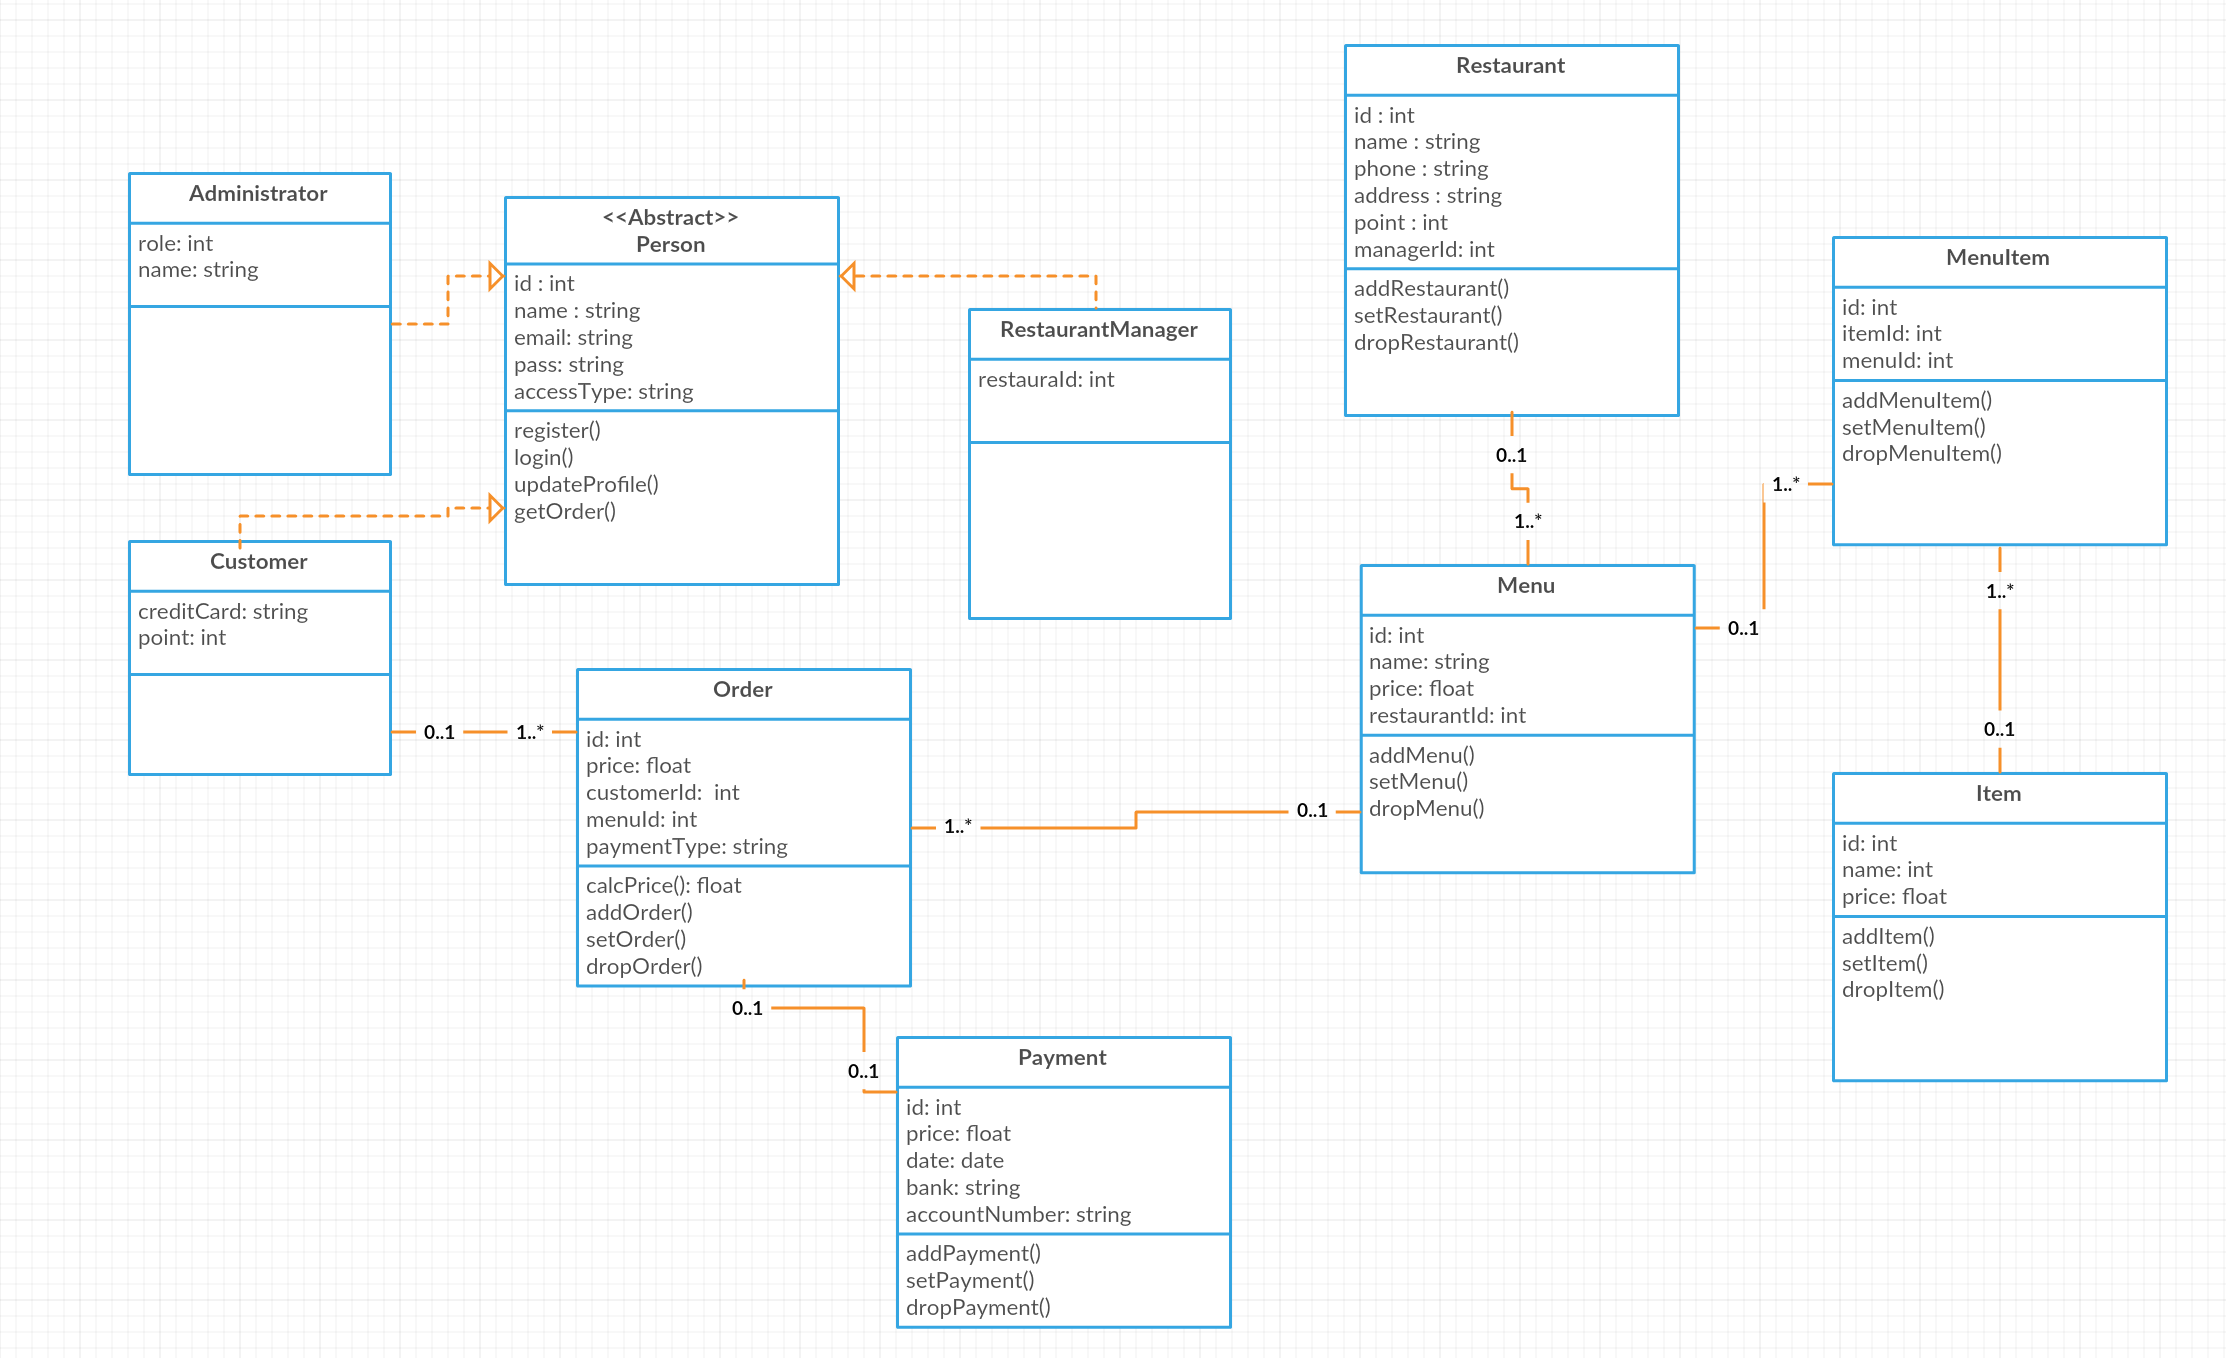 Administrator
role: int
name: string
<<Abstract>>
Person
id : int
name : string
email: string
pass: string
accessType: string
register()
login()
updateProfile()
getOrder()
RestaurantManager
restauraId: int
Restaurant
id : int
name : string
phone : string
address : string
point : int
managerId: int
addRestaurant()
setRestaurant()
dropRestaurant()
0..1
1..*
MenuItem
id: int
itemId: int
menuId: int
addMenuItem()
setMenuItem()
dropMenuItem()
1..*
0..1
1..*
0..1
Customer
creditCard: string
point: int
0..1
1..*
Order
id: int
price: float
customerId:  int
menuId: int
paymentType: string
calcPrice(): float
addOrder()
setOrder()
dropOrder()
1..*
0..1
Menu
id: int
name: string
price: float
restaurantId: int
addMenu()
setMenu()
dropMenu()
Item
id: int
name: int
price: float
addItem()
setItem()
dropItem()
0..1
0..1
Payment
id: int
price: float
date: date
bank: string
accountNumber: string
addPayment()
setPayment()
dropPayment()